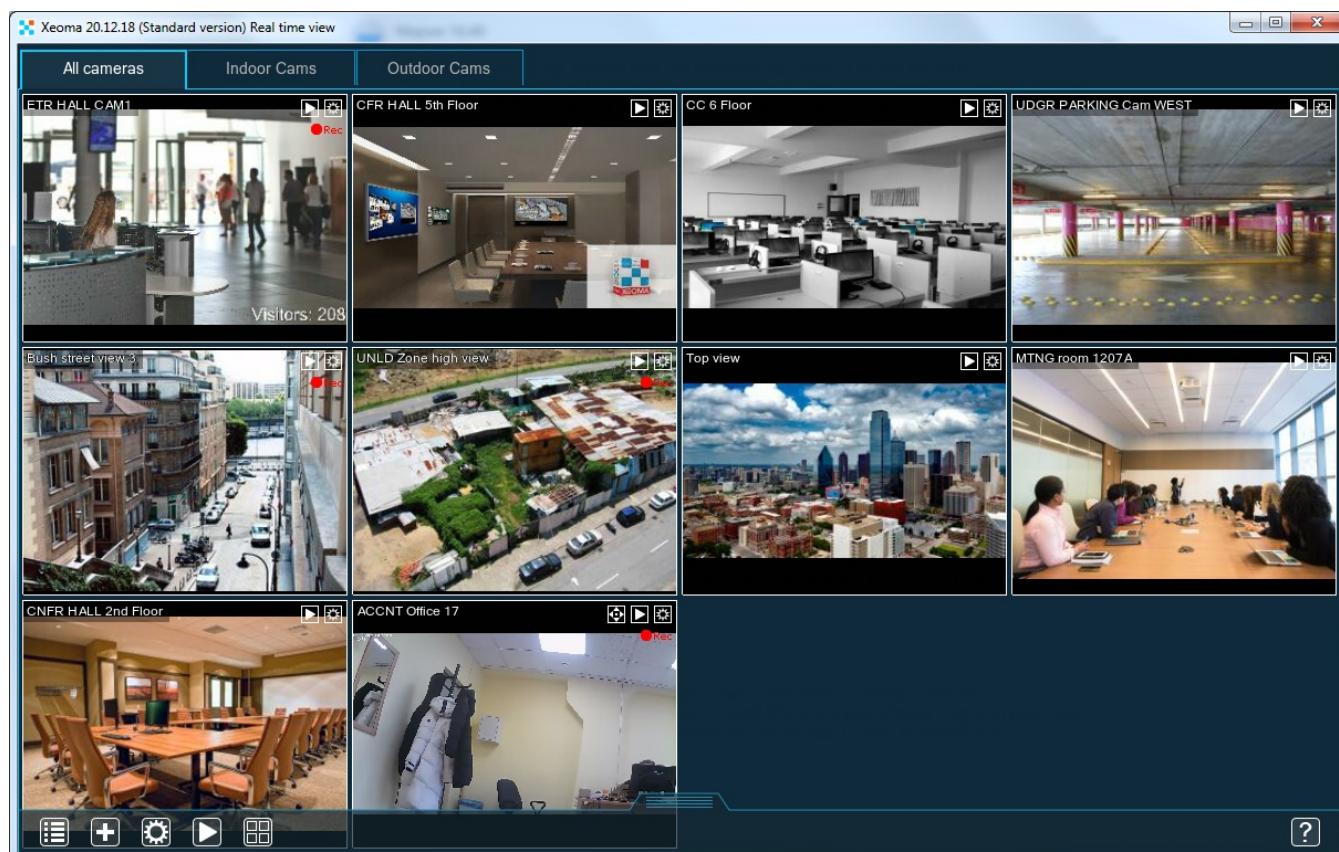 Xeoma 20.12.18 (Standard version) Real time view
All cameras
Indoor Cams
Outdoor Cams
ETR HALL CAM1
Rec
Visitors: 208
CFR HALL 5th Floor
XEOMA
CC 6 Floor
UDGR PARKING Cam WEST
M
Bush street view 3
Rec
UNLD Zone high view
Rec
Top view
MTNG room 1207A
CNFR HALL 2nd Floor
ACCNT Office 17
Rec
?